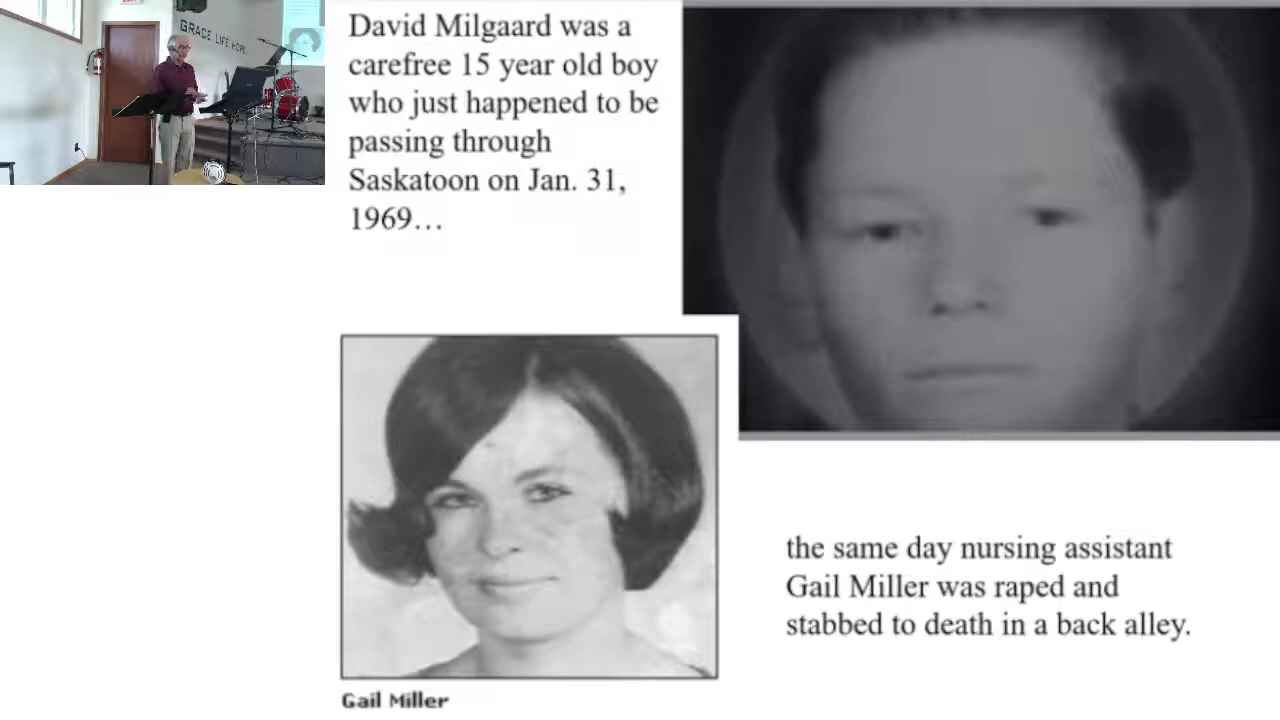 GRACE LIFE HOPE
David Milgaard was a
carefree 15 year old boy
who just happened to be
passing through
Saskatoon on Jan. 31,
1969…
Gail Miller
the same day nursing assistant
Gail Miller was raped and
stabbed to death in a back alley.